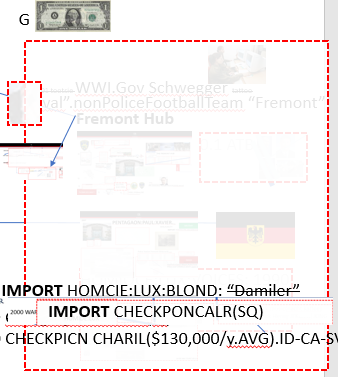 G
WWI.Gov Schwegger
val”.nonPoliceFootballTeam “Fremont”
Fremont Hub
IMPORT HOMCIE:LUX:BLOND: “Damiler”
2000 WAR
IMPORT CHECKPONCALR(SQ)
CHECKPICN CHARIL($130,000/v.AVG).ID-CA-SV